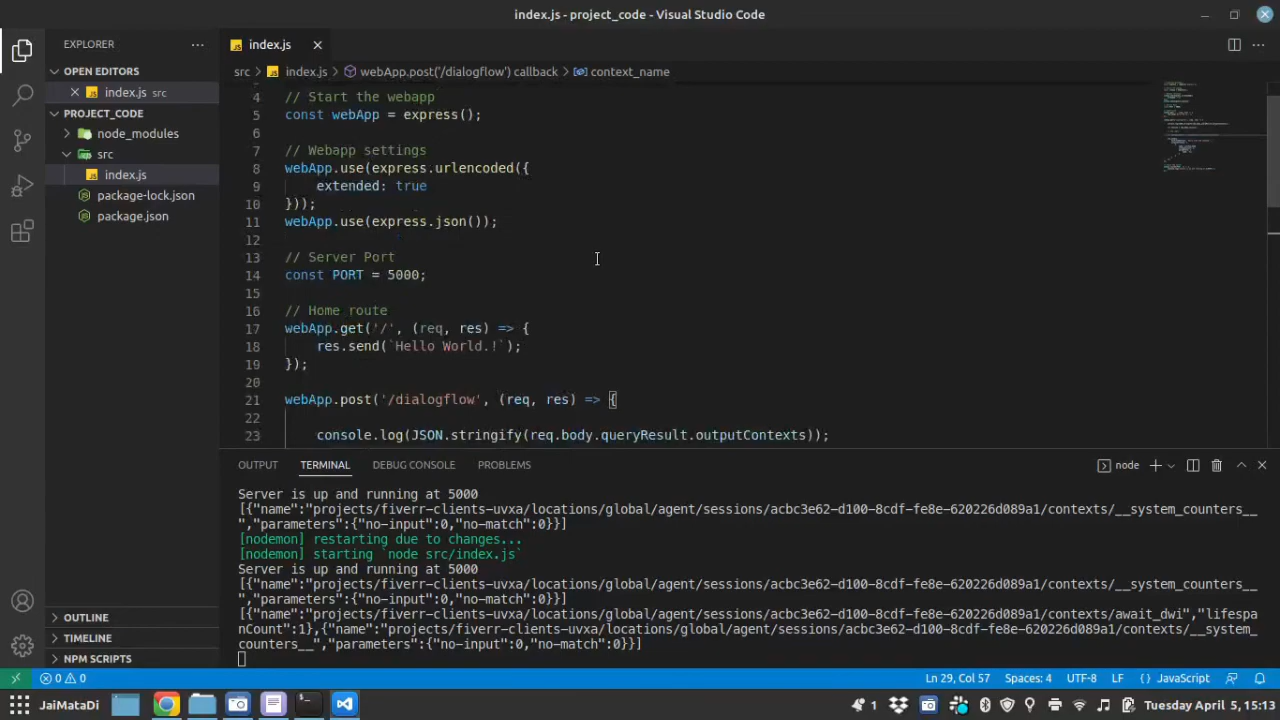 index.js - project_code - Visual Studio Code
EXPLORER
index.js
OPEN EDITORS
src index.js webApp.post('/dialogflow') callback context_name
index.js src
PROJECT_CODE
node_modules
src
index.js
package-lock.json
package.json
4 // Start the webapp
5 const webApp = express();
6
7 // Webapp settings
8 webApp.use(express.urlencoded({
9 extended: true
10 }));
11 webApp.use(express.json());
12
13 // Server Port
14 const PORT = 5000;
15
16 // Home route
17 webApp.get('/', (req, res) => {
18 res.send(`Hello World.!`);
19 });
20
21 webApp.post('/dialogflow', (req, res) => {
22
23 console.log(JSON.stringify(req.body.queryResult.outputContexts));
OUTPUT TERMINAL DEBUG CONSOLE PROBLEMS
node
Server is up and running at 5000
[{"name":"projects/fiverr-clients-uvxa/locations/global/agent/sessions/acbc3e62-d100-8cdf-fe8e-620226d089a1/contexts/__system_counters__
","parameters":{"no-input":0,"no-match":0}}]
[nodemon] restarting due to changes...
[nodemon] starting `node src/index.js`
Server is up and running at 5000
[{"name":"projects/fiverr-clients-uvxa/locations/global/agent/sessions/acbc3e62-d100-8cdf-fe8e-620226d089a1/contexts/__system_counters__
","parameters":{"no-input":0,"no-match":0}}]
[{"name":"projects/fiverr-clients-uvxa/locations/global/agent/sessions/acbc3e62-d100-8cdf-fe8e-620226d089a1/contexts/await_dwi","lifespa
nCount":1},{"name":"projects/fiverr-clients-uvxa/locations/global/agent/sessions/acbc3e62-d100-8cdf-fe8e-620226d089a1/contexts/__system_
counters__","parameters":{"no-input":0,"no-match":0}}]
OUTLINE
TIMELINE
NPM SCRIPTS
0 0
Ln 29, Col 57 Spaces: 4 UTF-8 LF { } JavaScript
JaiMataDi
1
Tuesday April 5, 15:13